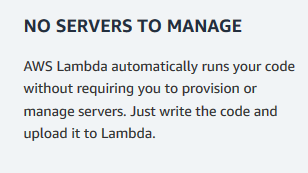 NO SERVERS TO MANAGE
AWS Lambda automatically runs your code
without requiring you to provision or
manage servers. Just write the code and
upload it to Lambda.